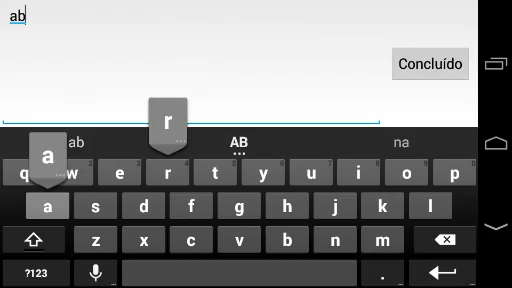 ab
Concluído
r
a
ab
AB
na
q w e r t y u i o p
a s d f g h j k l
z x c v b n m
?123 .